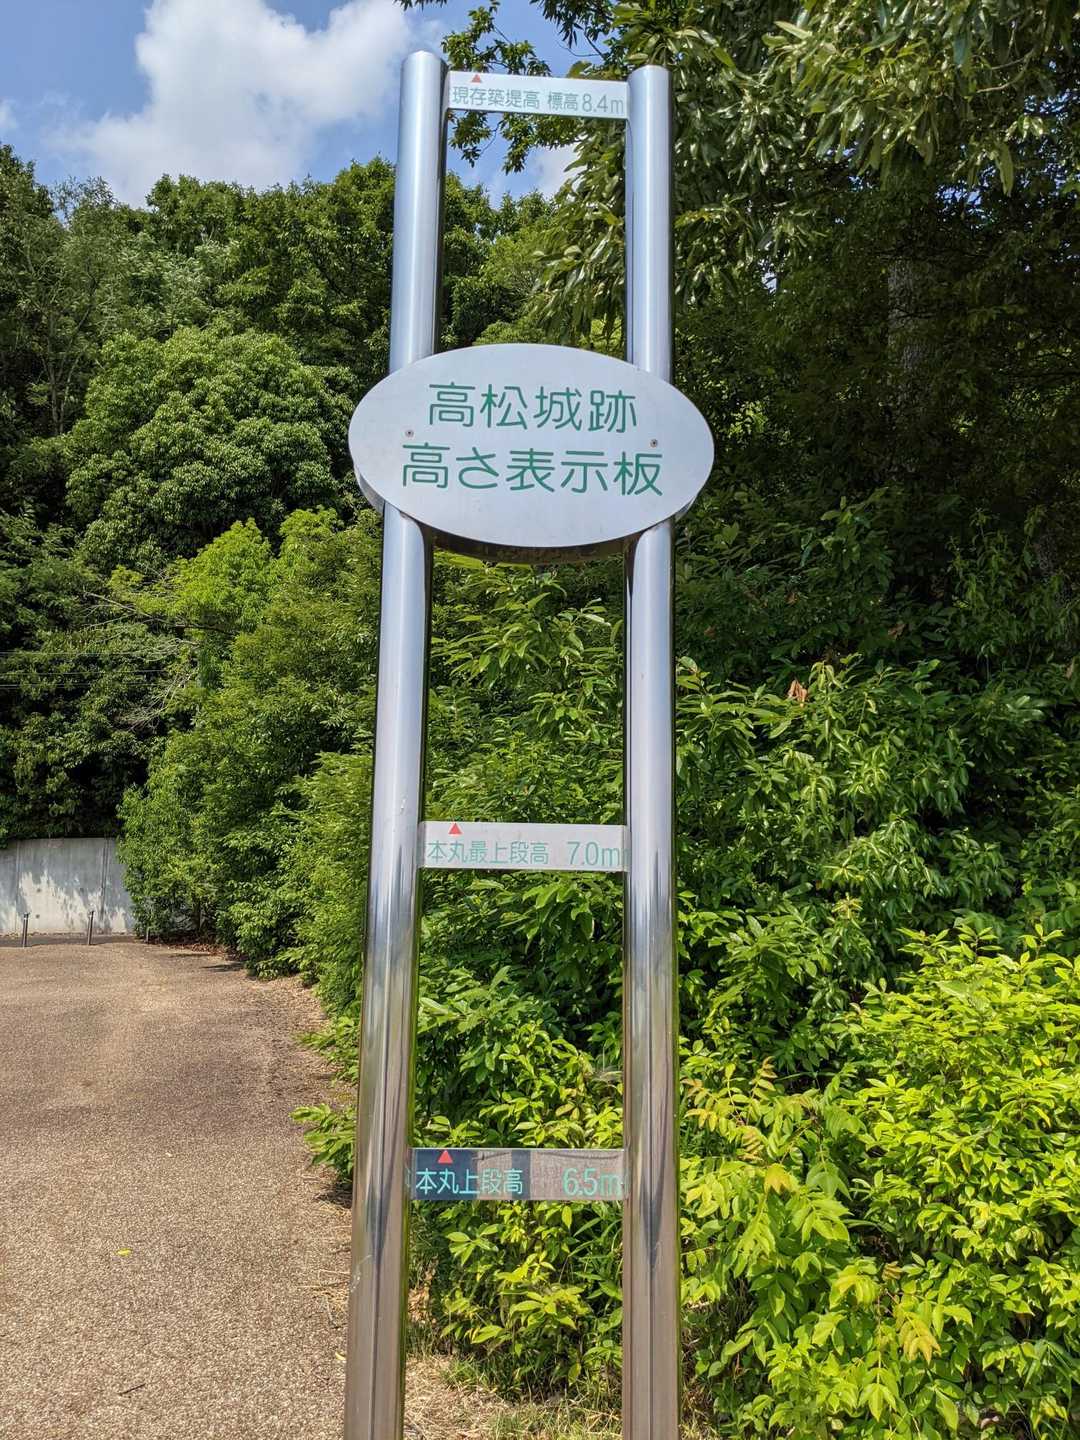 現存築堤高 標高8.4m
高松城跡
高さ表示板
本丸最上段高 7.0m
本丸上段高 6.5m